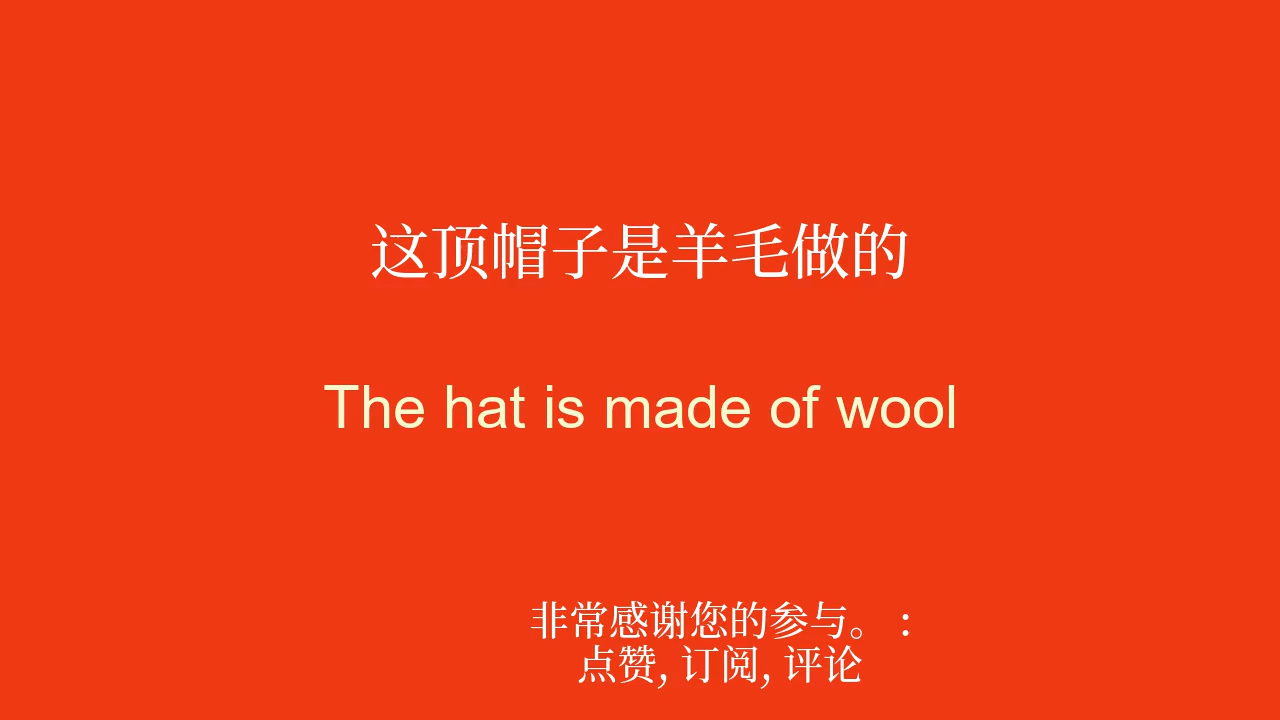 这顶帽子是羊毛做的
The hat is made of wool
非常感谢您的参与。 :
点赞, 订阅, 评论